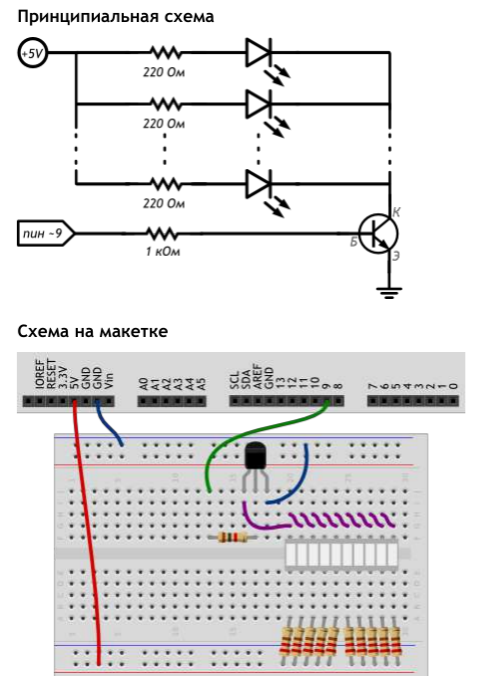 Принципиальная схема
+5V
220 Ом
220 Ом
220 Ом
К
пин ~9
Б
1 кОм
Э
Схема на макетке
IOREF
RESET
3.3V
5V
GND
GND
Vin
A0
A1
A2
A3
A4
A5
SCL
SDA
AREF
GND
13
12
11
10
9
8
7
6
5
4
3
2
1
0